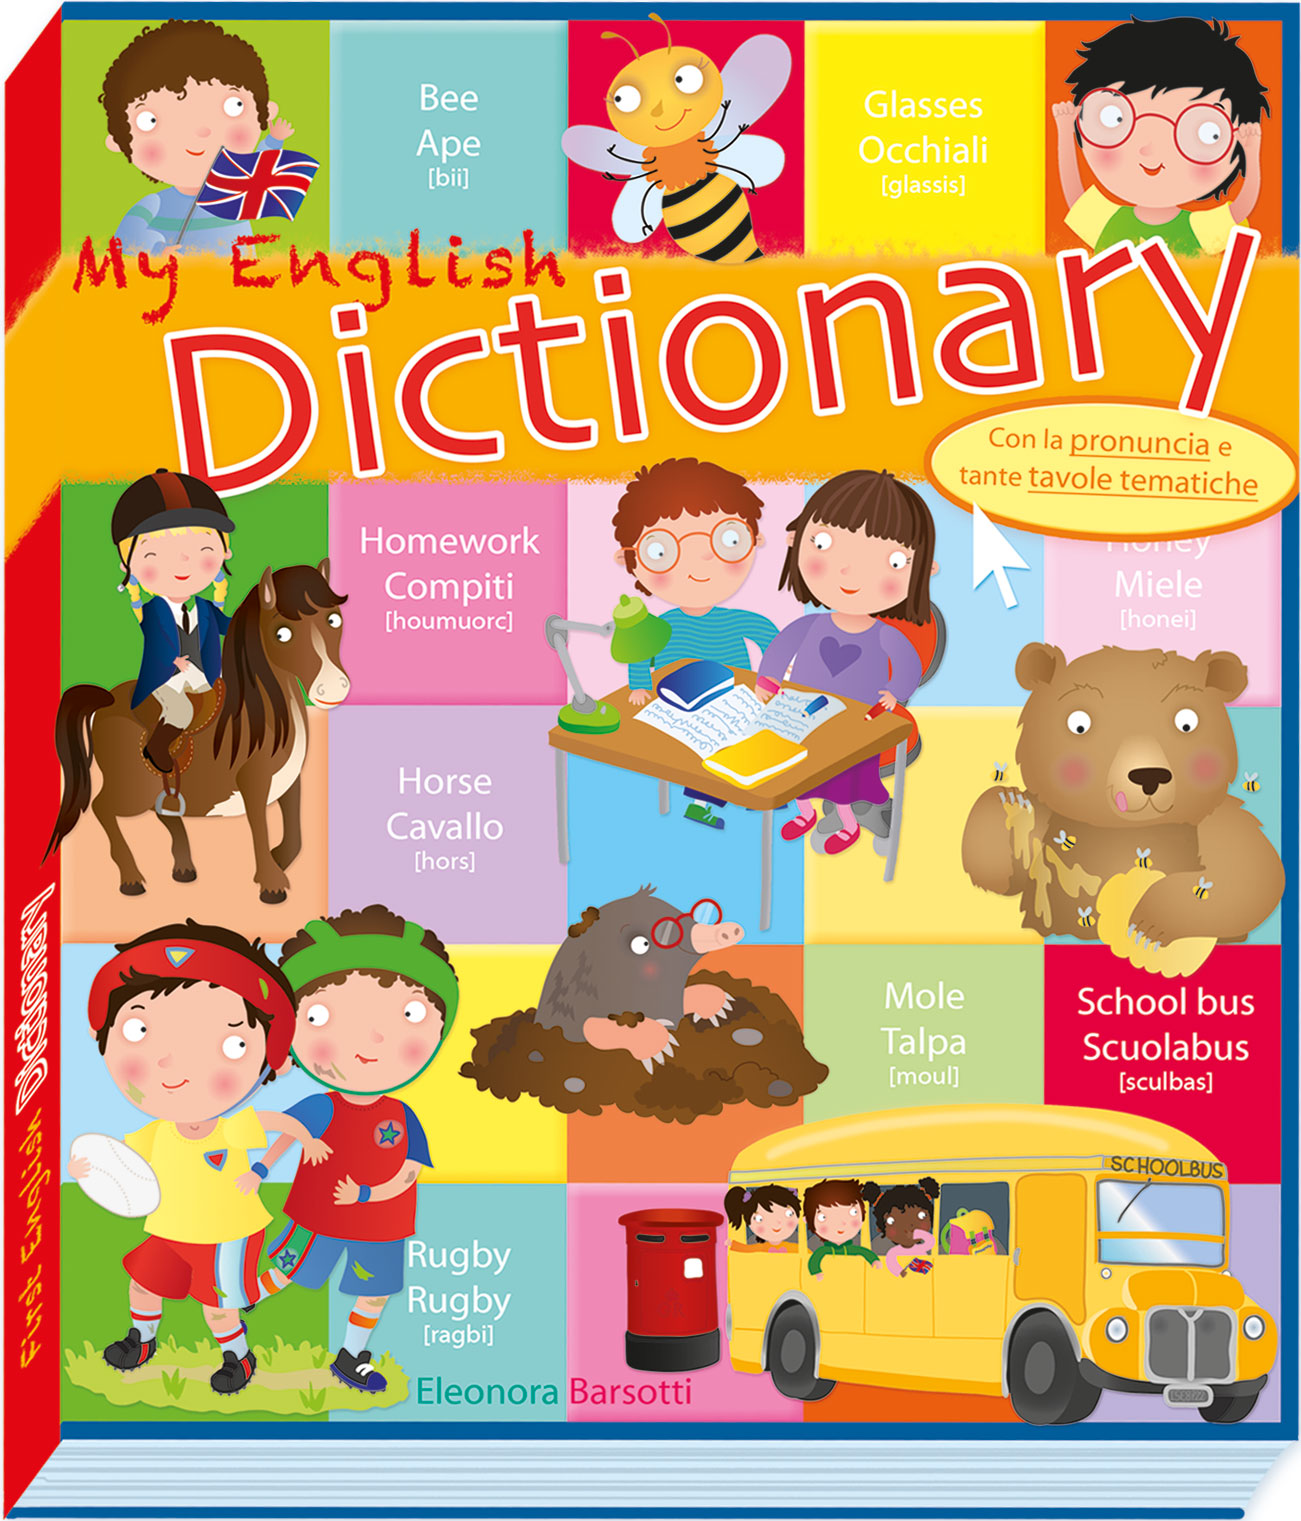 Bee
Ape
[bii]
Glasses
Occhiali
[glassis]
My English
Dictionary
Con la pronuncia e
tante tavole tematiche
Homework
Compiti
[houmuorc]
Honey
Miele
[honei]
Horse
Cavallo
[hors]
Mole
Talpa
[moul]
School bus
Scuolabus
[sculbas]
SCHOOLBUS
Rugby
Rugby
[ragbi]
Eleonora Barsotti
First English Dictionary